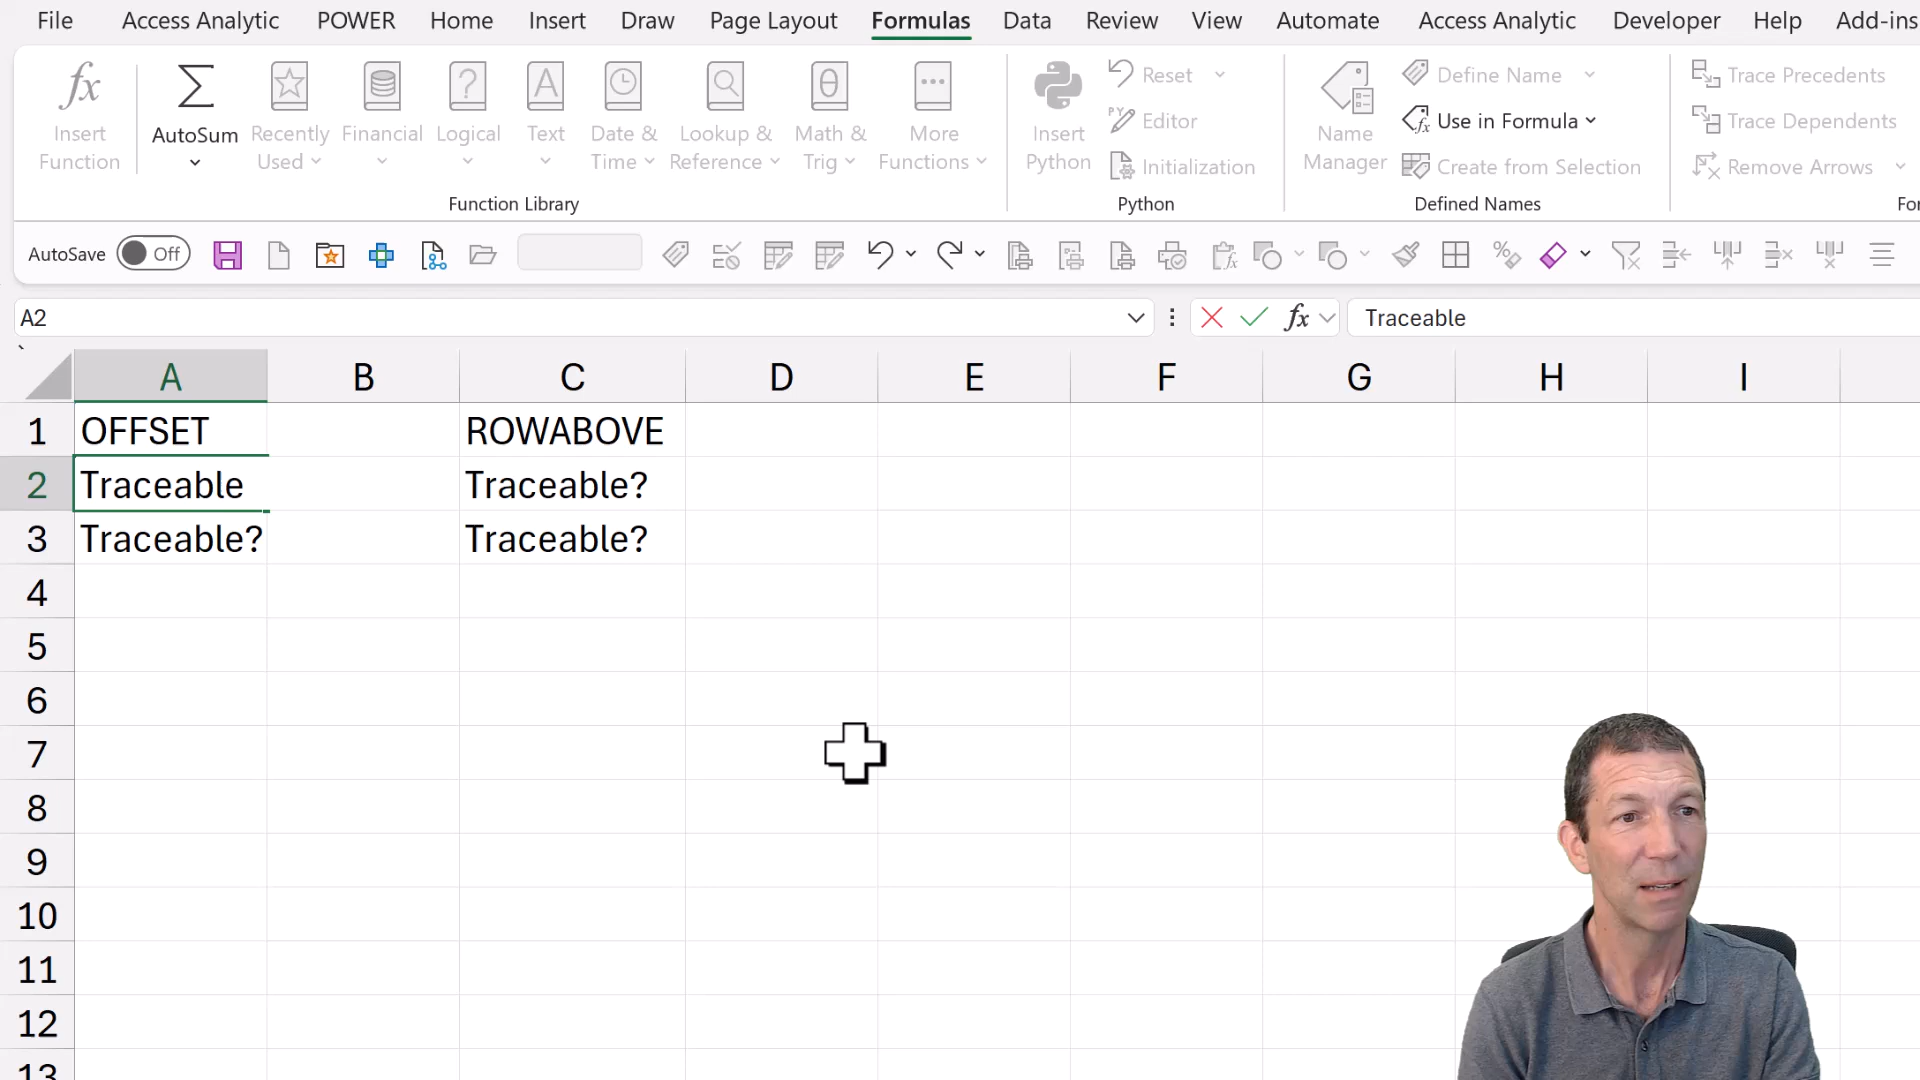 File Access Analytic POWER Home Insert Draw Page Layout Formulas Data Review View Automate Access Analytic Developer Help Add-ins
Insert Function
AutoSum
Recently Used
Financial
Logical
Text
Date & Time
Lookup & Reference
Math & Trig
More Functions
Function Library
Insert Python
Reset
Editor
Initialization
Python
Name Manager
Define Name
Use in Formula
Create from Selection
Defined Names
Trace Precedents
Trace Dependents
Remove Arrows
For
AutoSave Off
A2 fx Traceable
A B C D E F G H I
1 OFFSET ROWABOVE
2 Traceable Traceable?
3 Traceable? Traceable?
4
5
6
7
8
9
10
11
12
13